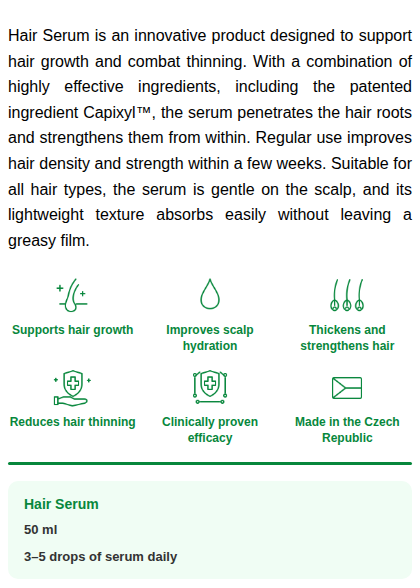 Hair Serum is an innovative product designed to support
hair growth and combat thinning. With a combination of
highly effective ingredients, including the patented
ingredient Capixyl™, the serum penetrates the hair roots
and strengthens them from within. Regular use improves
hair density and strength within a few weeks. Suitable for
all hair types, the serum is gentle on the scalp, and its
lightweight texture absorbs easily without leaving a
greasy film.
Supports hair growth
Improves scalp
hydration
Thickens and
strengthens hair
Reduces hair thinning
Clinically proven
efficacy
Made in the Czech
Republic
Hair Serum
50 ml
3–5 drops of serum daily